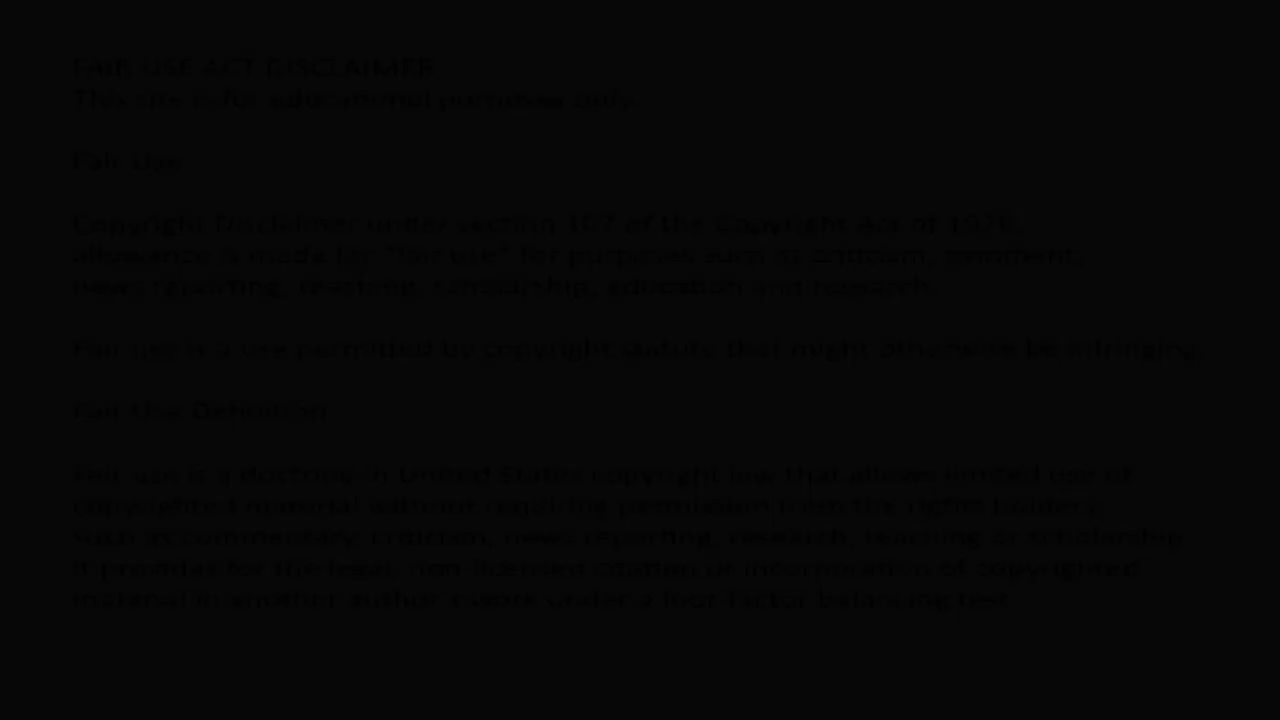 FAIR USE ACT DISCLAIMER
This site is for educational purposes only.
Fair Use
Copyright Disclaimer under section 107 of the Copyright Act of 1976,
allowance is made for "fair use" for purposes such as criticism, comment,
news reporting, teaching, scholarship, education and research.
Fair use is a use permitted by copyright statute that might otherwise be infringing.
Fair Use Definition
Fair use is a doctrine in United States copyright law that allows limited use of
copyrighted material without requiring permission from the rights holders,
such as commentary, criticism, news reporting, research, teaching or scholarship.
It provides for the legal, non-licensed citation or incorporation of copyrighted
material in another author's work under a four-factor balancing test.